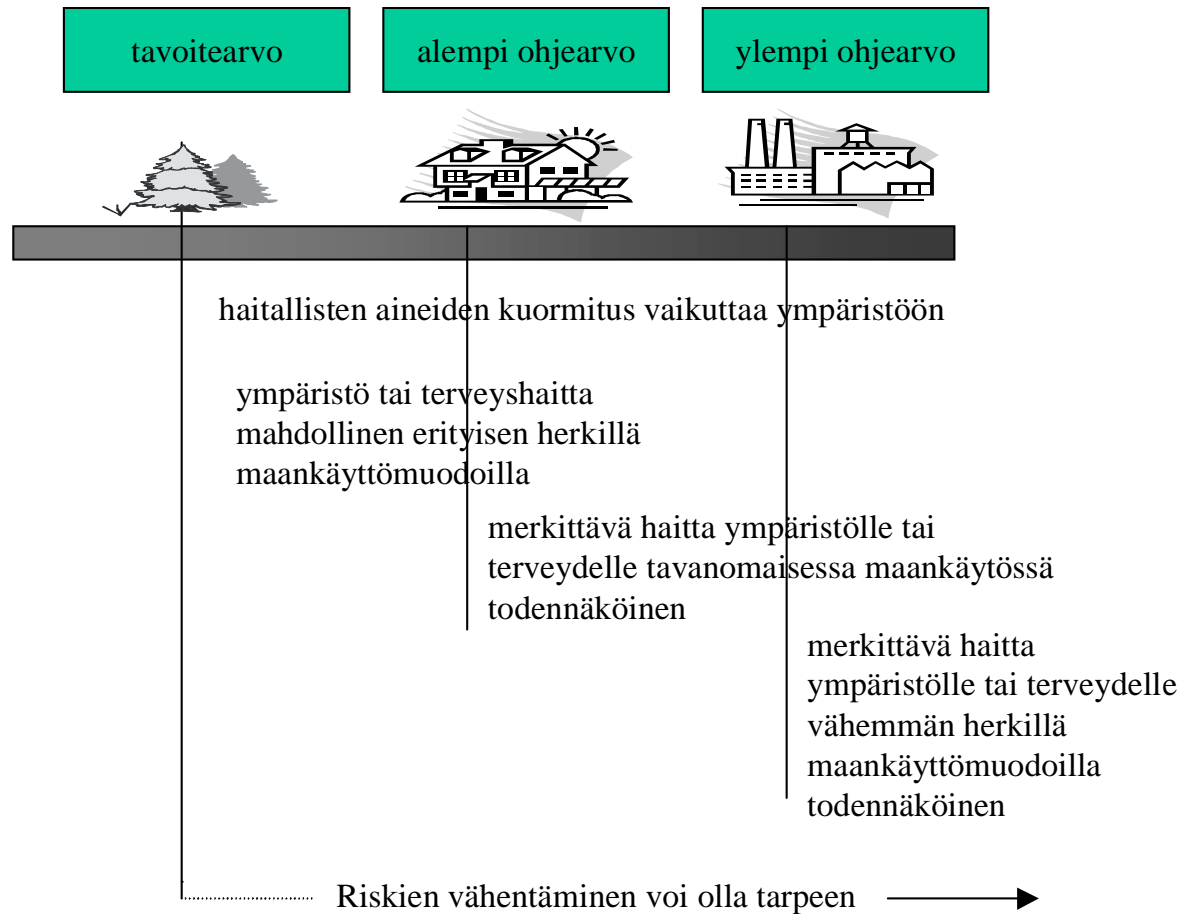 tavoitearvo
alempi ohjearvo
ylempi ohjearvo
haitallisten aineiden kuormitus vaikuttaa ympäristöön
ympäristö tai terveyshaitta
mahdollinen erityisen herkillä
maankäyttömuodoilla
merkittävä haitta ympäristölle tai
terveydelle tavanomaisessa maankäytössä
todennäköinen
merkittävä haitta
ympäristölle tai terveydelle
vähemmän herkillä
maankäyttömuodoilla
todennäköinen
Riskien vähentäminen voi olla tarpeen